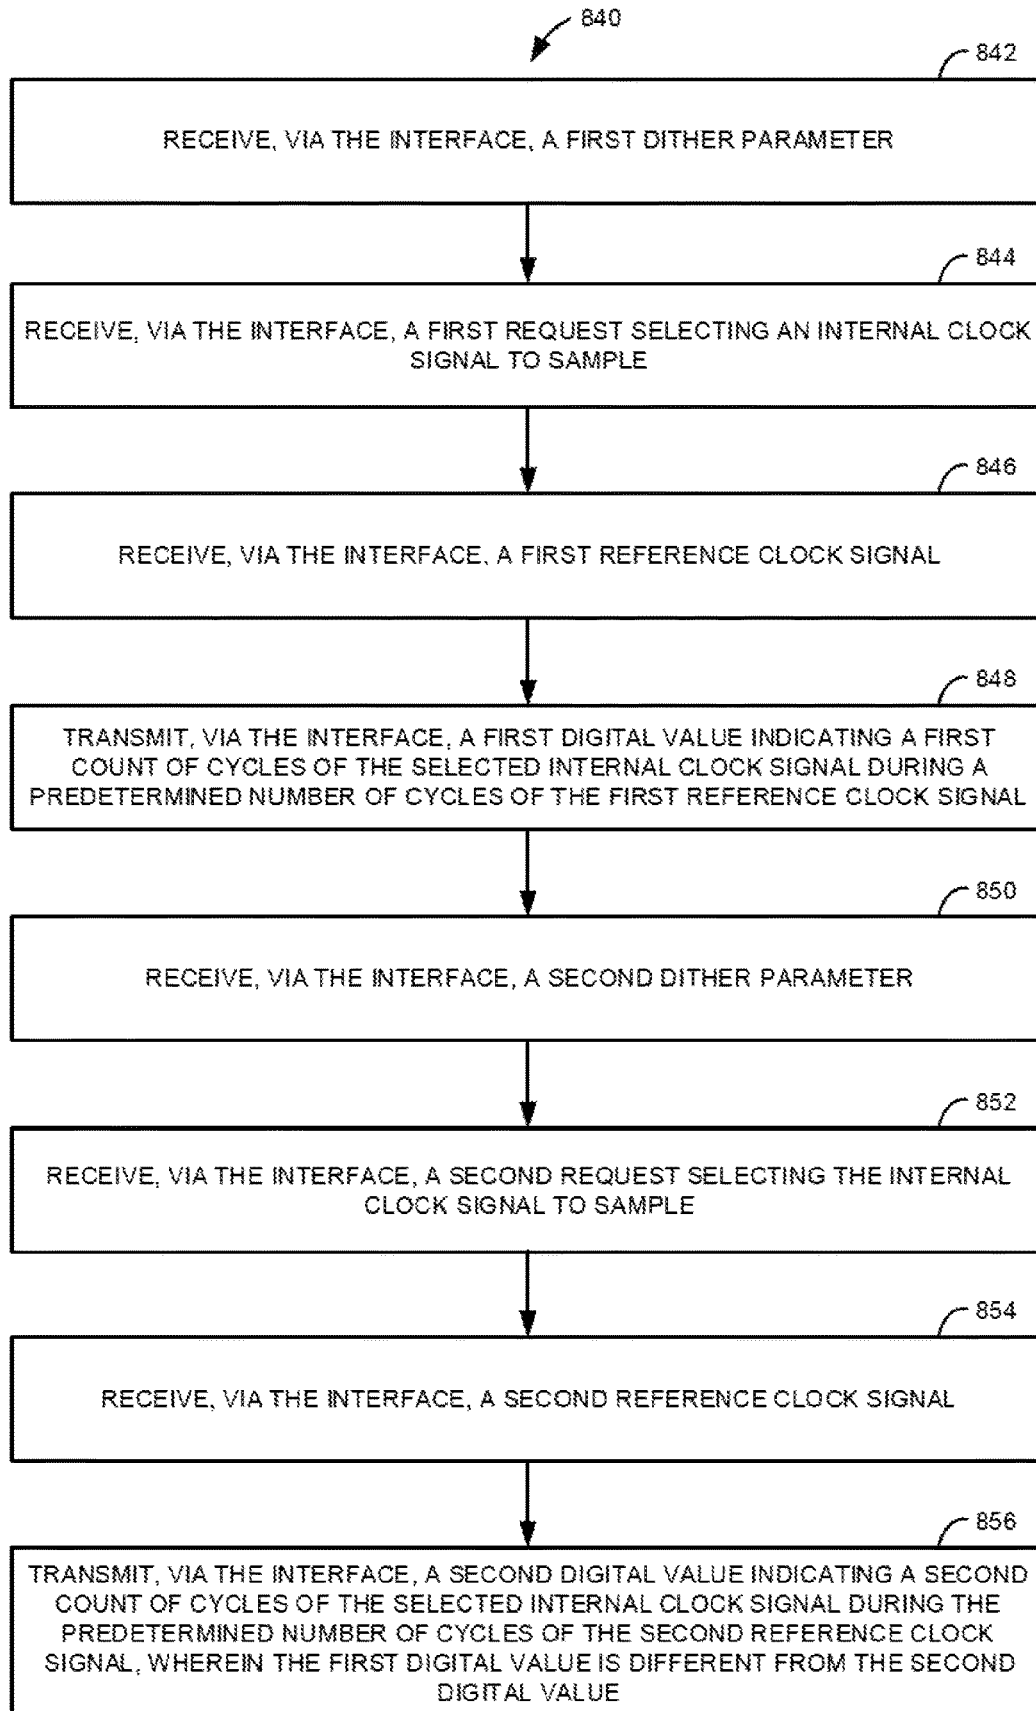 840
842
RECEIVE, VIA THE INTERFACE, A FIRST DITHER PARAMETER
844
RECEIVE, VIA THE INTERFACE, A FIRST REQUEST SELECTING AN INTERNAL CLOCK
SIGNAL TO SAMPLE
846
RECEIVE, VIA THE INTERFACE, A FIRST REFERENCE CLOCK SIGNAL
848
TRANSMIT, VIA THE INTERFACE, A FIRST DIGITAL VALUE INDICATING A FIRST
COUNT OF CYCLES OF THE SELECTED INTERNAL CLOCK SIGNAL DURING A
PREDETERMINED NUMBER OF CYCLES OF THE FIRST REFERENCE CLOCK SIGNAL
850
RECEIVE, VIA THE INTERFACE, A SECOND DITHER PARAMETER
852
RECEIVE, VIA THE INTERFACE, A SECOND REQUEST SELECTING THE INTERNAL
CLOCK SIGNAL TO SAMPLE
854
RECEIVE, VIA THE INTERFACE, A SECOND REFERENCE CLOCK SIGNAL
856
TRANSMIT, VIA THE INTERFACE, A SECOND DIGITAL VALUE INDICATING A SECOND
COUNT OF CYCLES OF THE SELECTED INTERNAL CLOCK SIGNAL DURING THE
PREDETERMINED NUMBER OF CYCLES OF THE SECOND REFERENCE CLOCK
SIGNAL, WHEREIN THE FIRST DIGITAL VALUE IS DIFFERENT FROM THE SECOND
DIGITAL VALUE